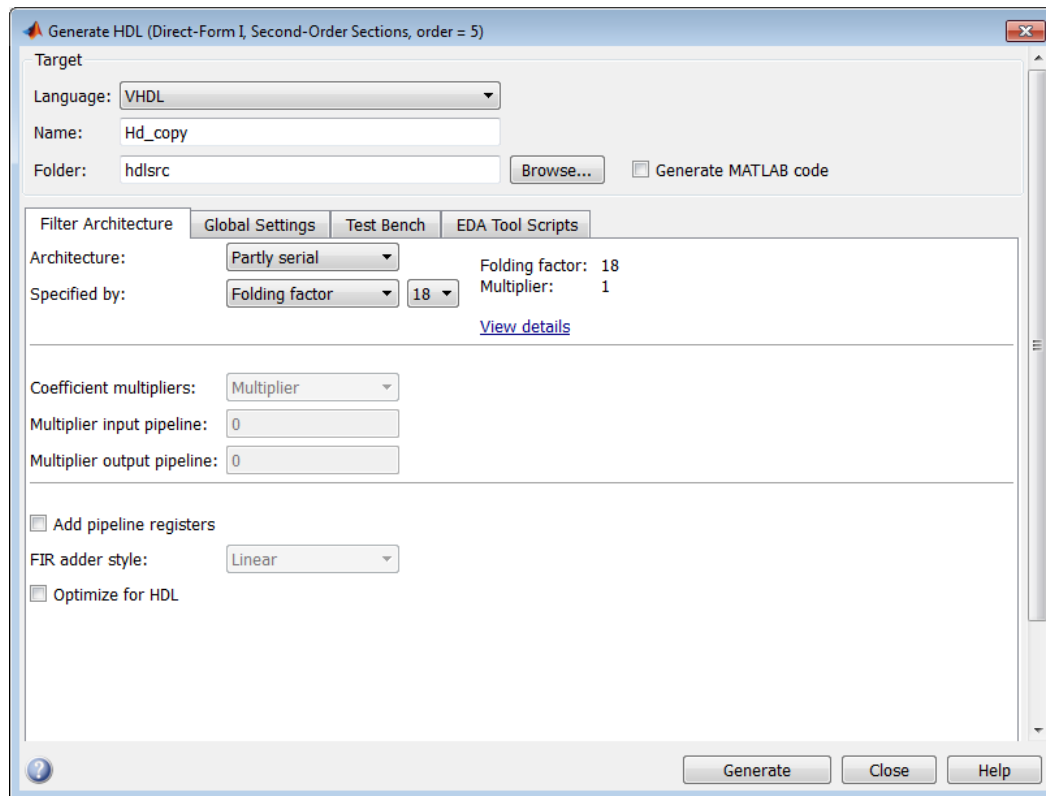 Generate HDL (Direct-Form I, Second-Order Sections, order = 5)
Target
Language: VHDL
Name: Hd_copy
Folder: hdlsrc Browse... Generate MATLAB code
Filter Architecture Global Settings Test Bench EDA Tool Scripts
Architecture: Partly serial Folding factor: 18
Specified by: Folding factor 18 Multiplier: 1
View details
Coefficient multipliers: Multiplier
Multiplier input pipeline: 0
Multiplier output pipeline: 0
Add pipeline registers
FIR adder style: Linear
Optimize for HDL
? Generate Close Help